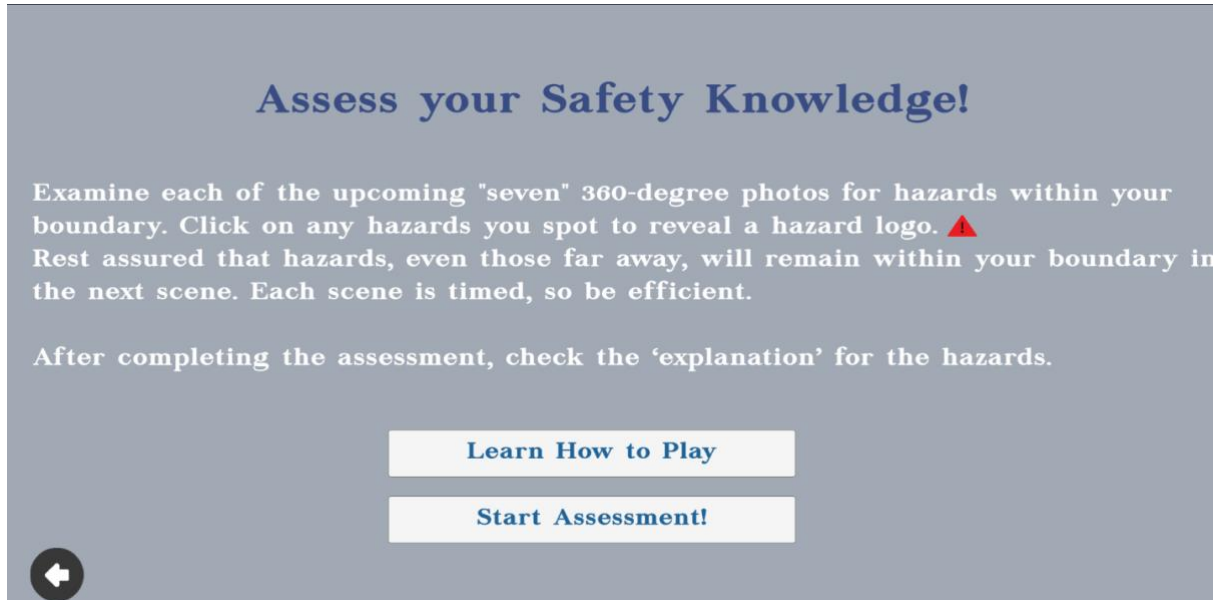 Assess your Safety Knowledge!
Examine each of the upcoming "seven" 360-degree photos for hazards within your
boundary. Click on any hazards you spot to reveal a hazard logo.
Rest assured that hazards, even those far away, will remain within your boundary in
the next scene. Each scene is timed, so be efficient.
After completing the assessment, check the ‘explanation’ for the hazards.
Learn How to Play
Start Assessment!